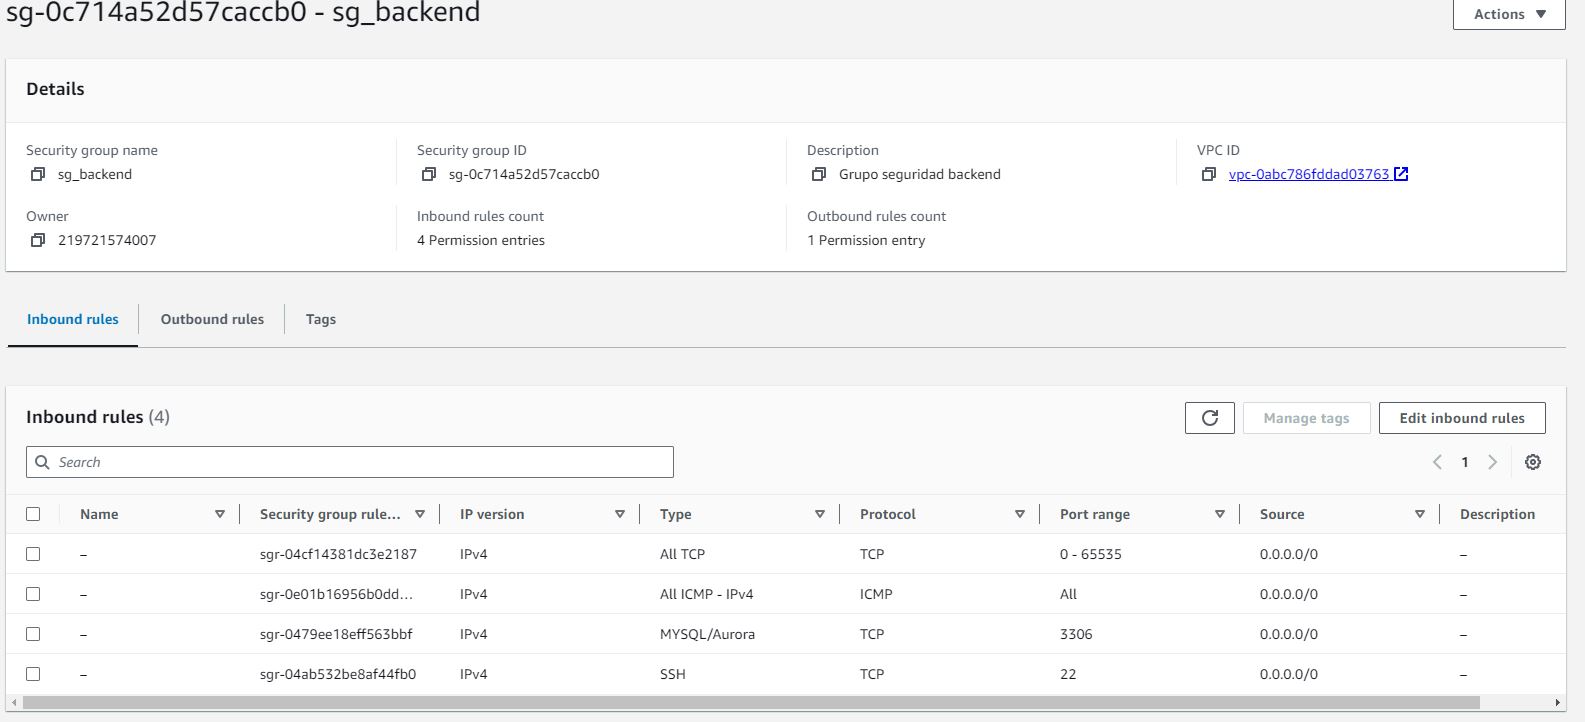 sg-0c714a52d57caccb0 - sg_backend
Actions
Details
Security group name
sg_backend
Security group ID
sg-0c714a52d57caccb0
Description
Grupo seguridad backend
VPC ID
vpc-0abc786fddad03763
Owner
219721574007
Inbound rules count
4 Permission entries
Outbound rules count
1 Permission entry
Inbound rules
Outbound rules
Tags
Inbound rules (4)
Manage tags
Edit inbound rules
Search
1
Name Security group rule... IP version Type Protocol Port range Source Description
– sgr-04cf14381dc3e2187 IPv4 All TCP TCP 0 - 65535 0.0.0.0/0 –
– sgr-0e01b16956b0dd... IPv4 All ICMP - IPv4 ICMP All 0.0.0.0/0 –
– sgr-0479ee18eff563bbf IPv4 MYSQL/Aurora TCP 3306 0.0.0.0/0 –
– sgr-04ab532be8af44fb0 IPv4 SSH TCP 22 0.0.0.0/0 –